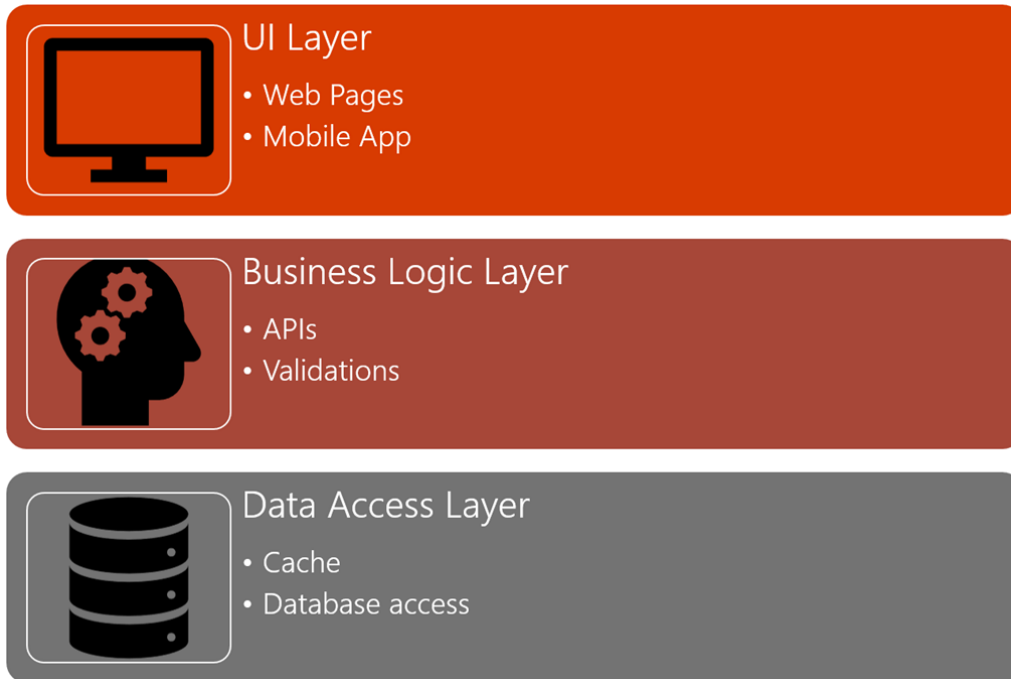 UI Layer
• Web Pages
• Mobile App
Business Logic Layer
• APIs
• Validations
Data Access Layer
• Cache
• Database access